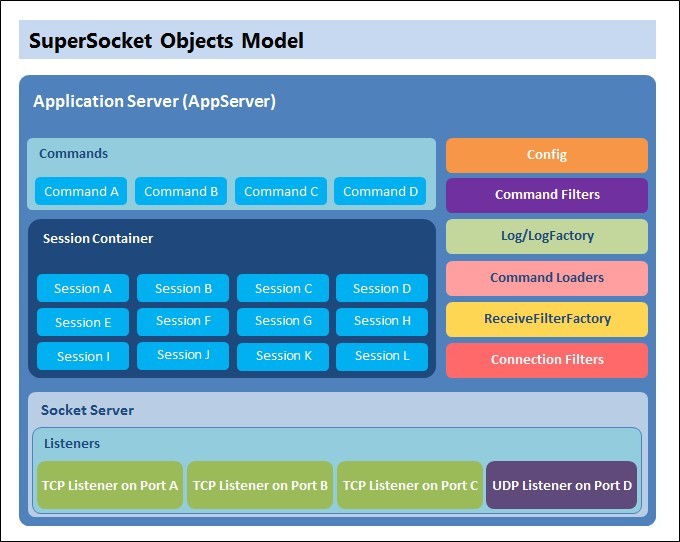 SuperSocket Objects Model
Application Server (AppServer)
Commands
Command A Command B Command C Command D
Session Container
Session A Session B Session C Session D
Session E Session F Session G Session H
Session I Session J Session K Session L
Config
Command Filters
Log/LogFactory
Command Loaders
ReceiveFilterFactory
Connection Filters
Socket Server
Listeners
TCP Listener on Port A TCP Listener on Port B TCP Listener on Port C UDP Listener on Port D